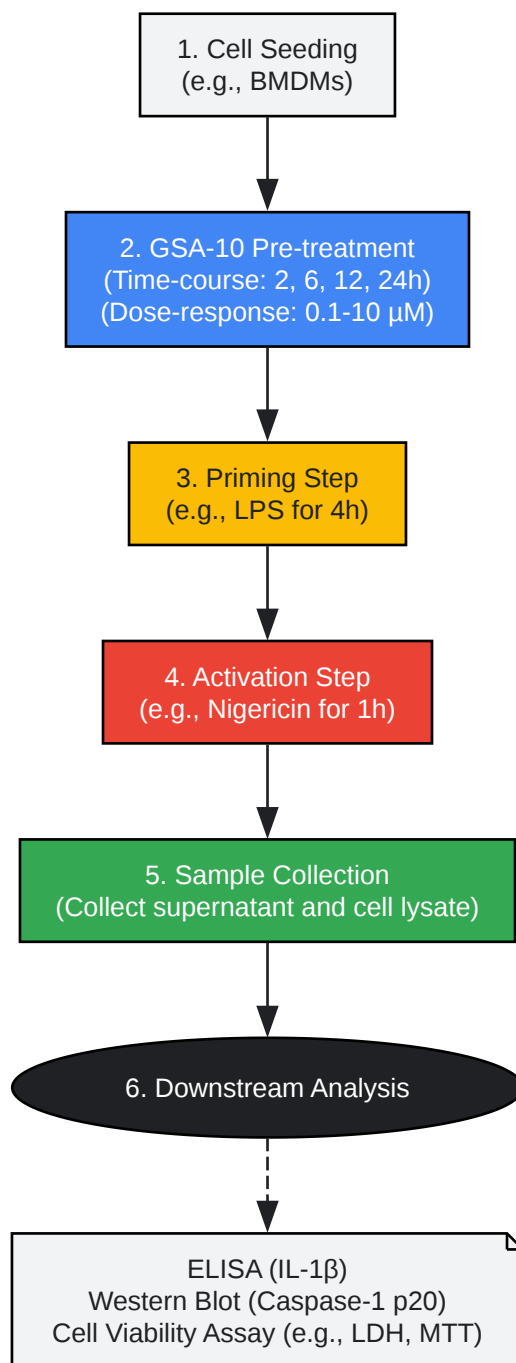 1. Cell Seeding
(e.g., BMDMs)
2. GSA-10 Pre-treatment
(Time-course: 2, 6, 12, 24h)
(Dose-response: 0.1-10 µM)
3. Priming Step
(e.g., LPS for 4h)
4. Activation Step
(e.g., Nigericin for 1h)
5. Sample Collection
(Collect supernatant and cell lysate)
6. Downstream Analysis
ELISA (IL-1β)
Western Blot (Caspase-1 p20)
Cell Viability Assay (e.g., LDH, MTT)